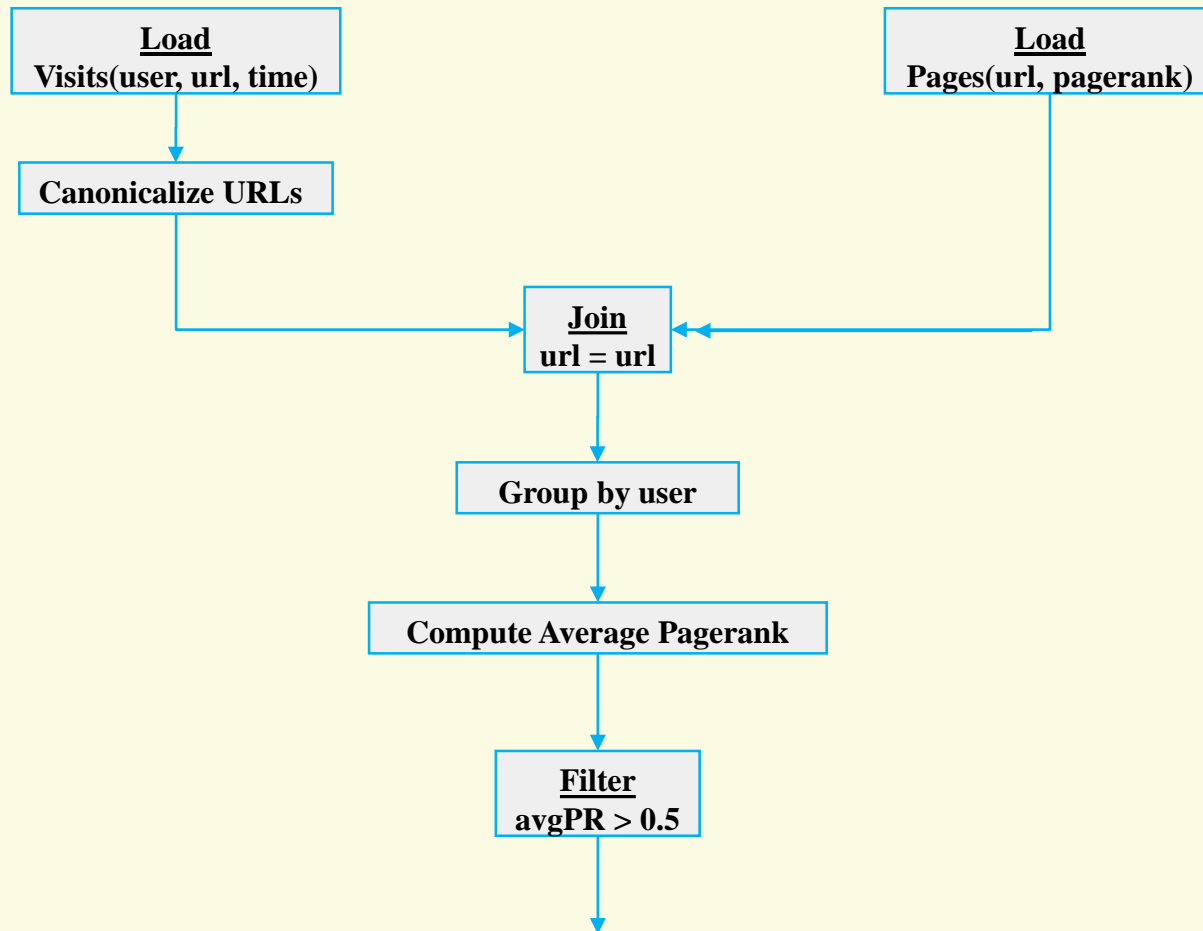 Load
Visits(user, url, time)
Load
Pages(url, pagerank)
Canonicalize URLs
Join
url = url
Group by user
Compute Average Pagerank
Filter
avgPR > 0.5